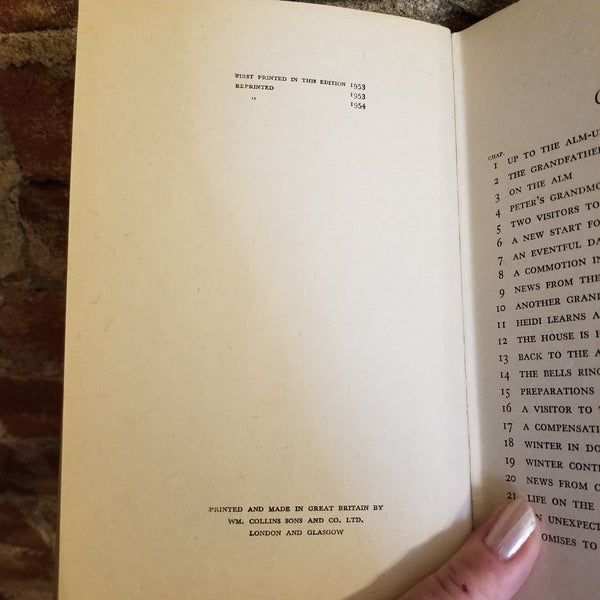 FIRST PRINTED IN THIS EDITION 1953
REPRINTED 1953
" 1954
PRINTED AND MADE IN GREAT BRITAIN BY
WM. COLLINS SONS AND CO. LTD.
LONDON AND GLASGOW
CHAP.
1 UP TO THE ALM-U
2 THE GRANDFATHE
3 ON THE ALM
4 PETER'S GRANDMO
5 TWO VISITORS TO
6 A NEW START FO
7 AN EVENTFUL DA
8 A COMMOTION IN
9 NEWS FROM THE
10 ANOTHER GRAN
11 HEIDI LEARNS A
12 THE HOUSE IS H
13 BACK TO THE A
14 THE BELLS RING
15 PREPARATIONS
16 A VISITOR TO
17 A COMPENSATI
18 WINTER IN DO
19 WINTER CONTI
20 NEWS FROM C
21 LIFE ON THE
N UNEXPECT
OMISES TO